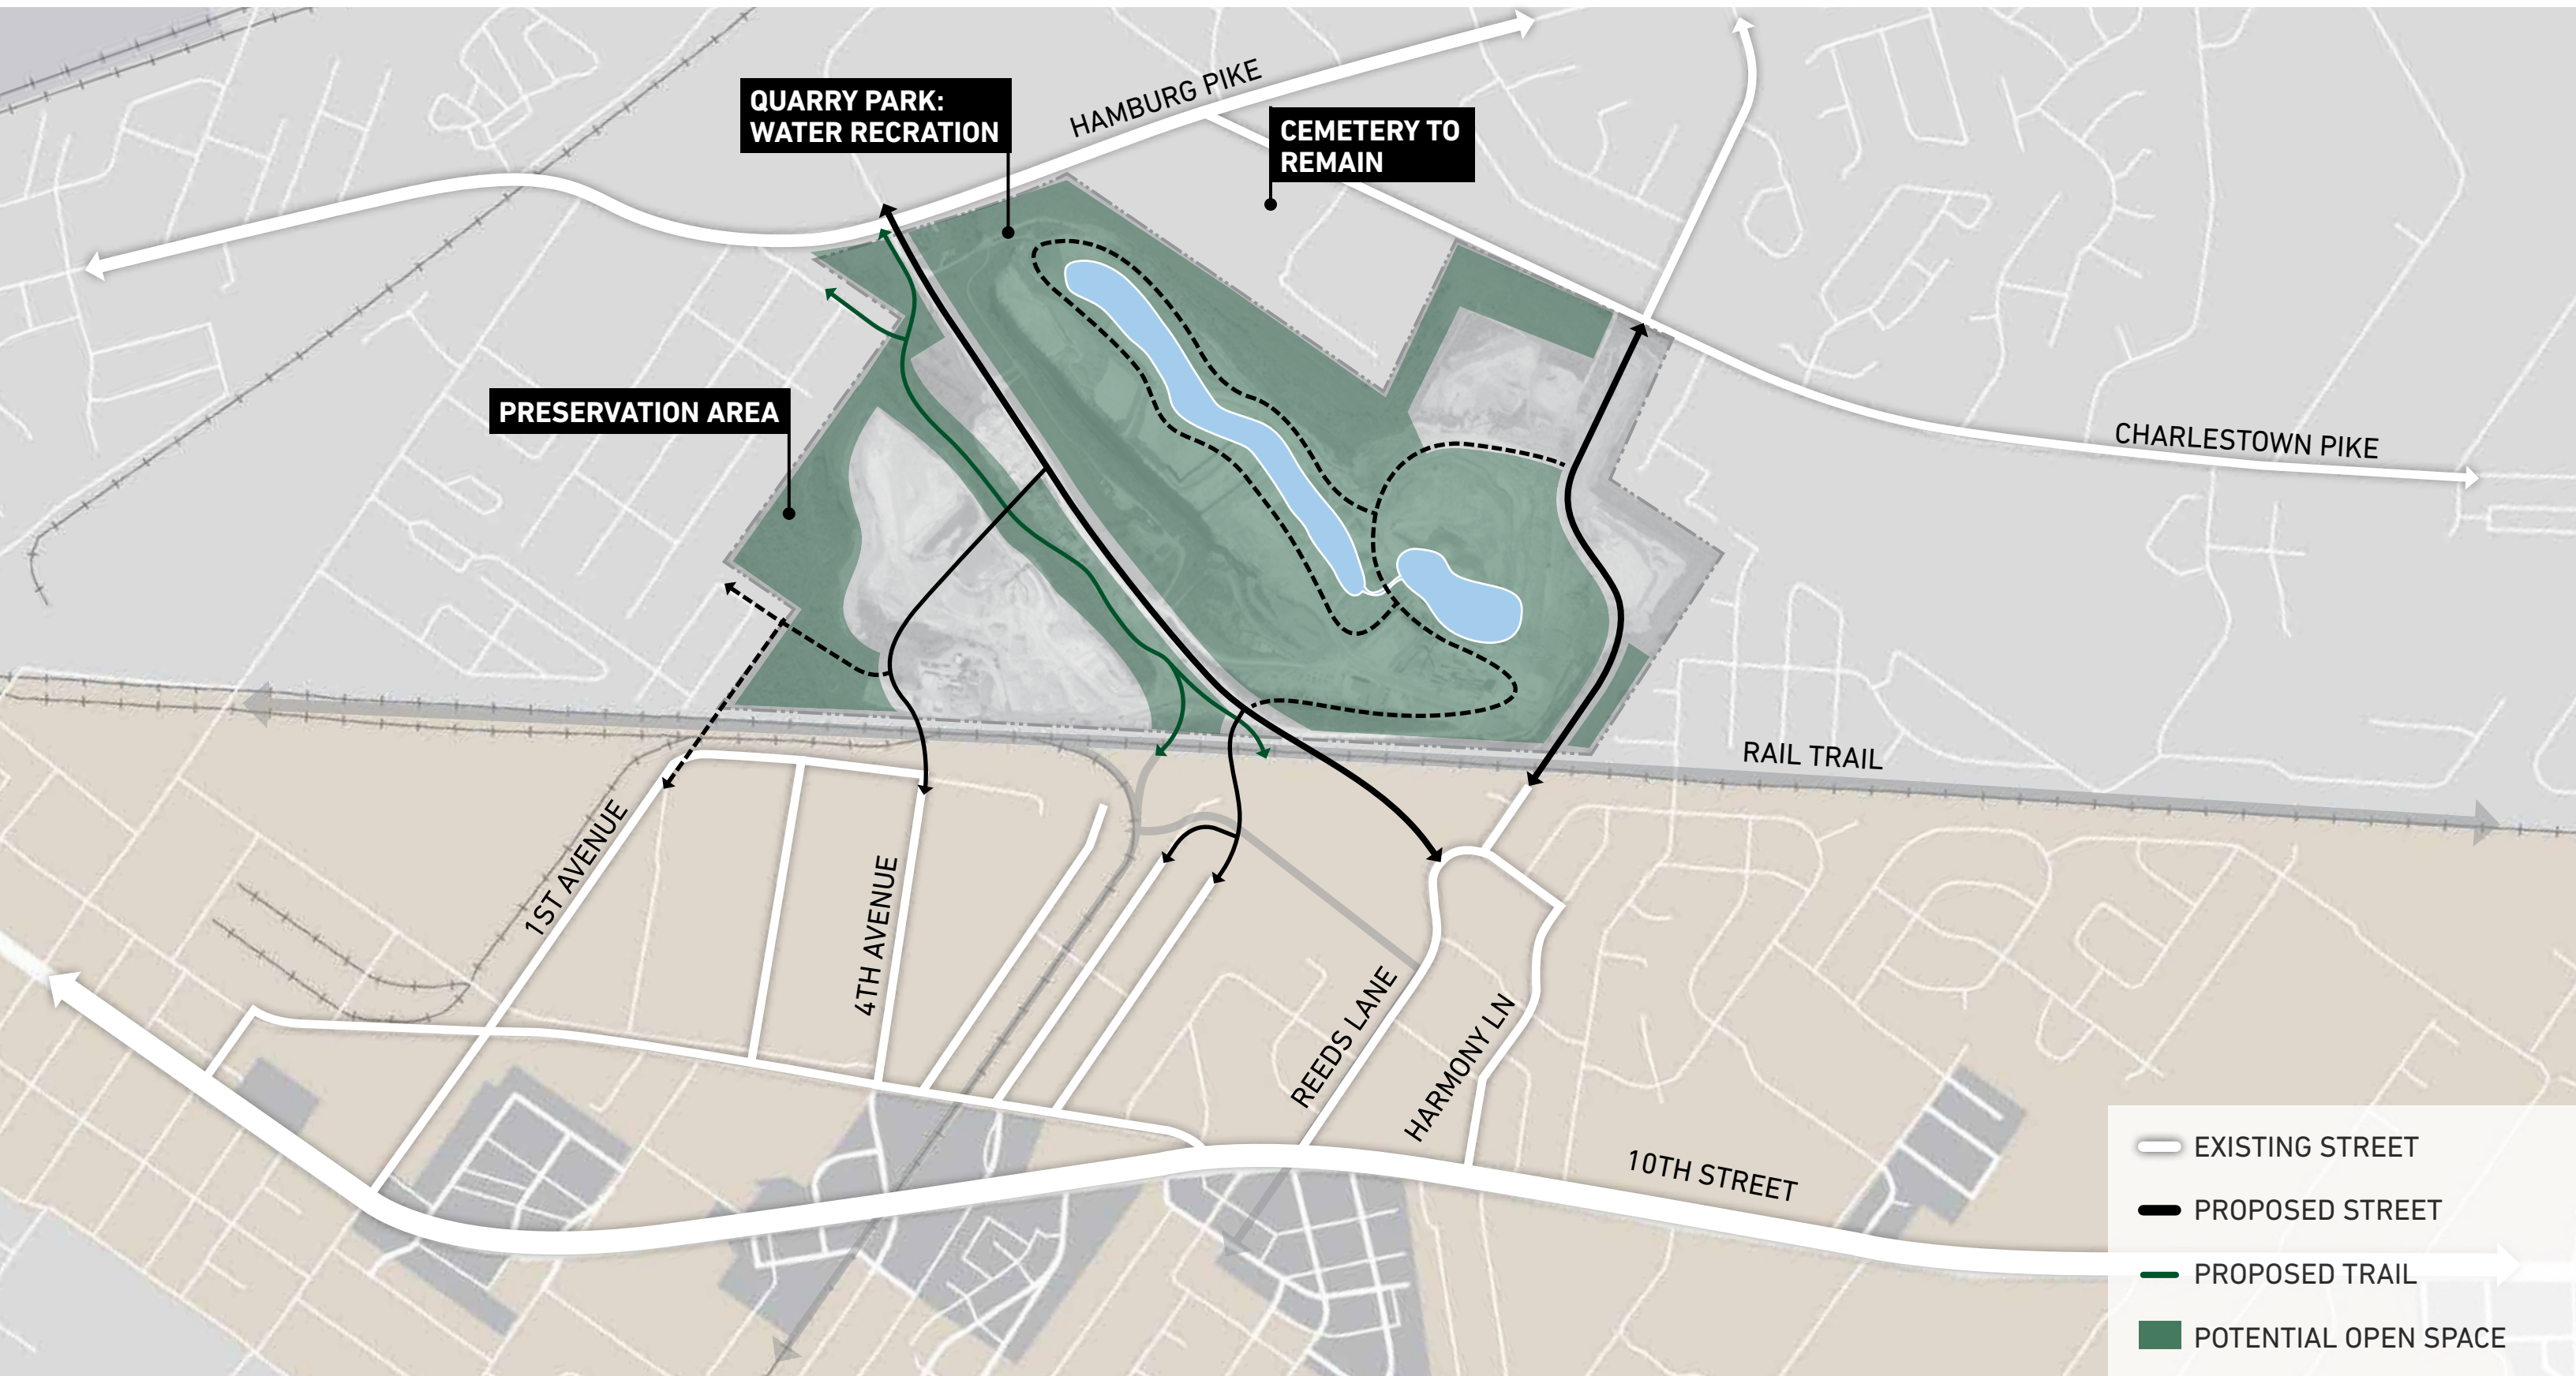 HAMBURG PIKE
QUARRY PARK:
WATER RECRATION
CEMETERY TO
REMAIN
PRESERVATION AREA
CHARLESTOWN PIKE
RAIL TRAIL
1ST AVENUE
4TH AVENUE
REEDS LANE
HARMONY LN
10TH STREET
EXISTING STREET
PROPOSED STREET
PROPOSED TRAIL
POTENTIAL OPEN SPACE